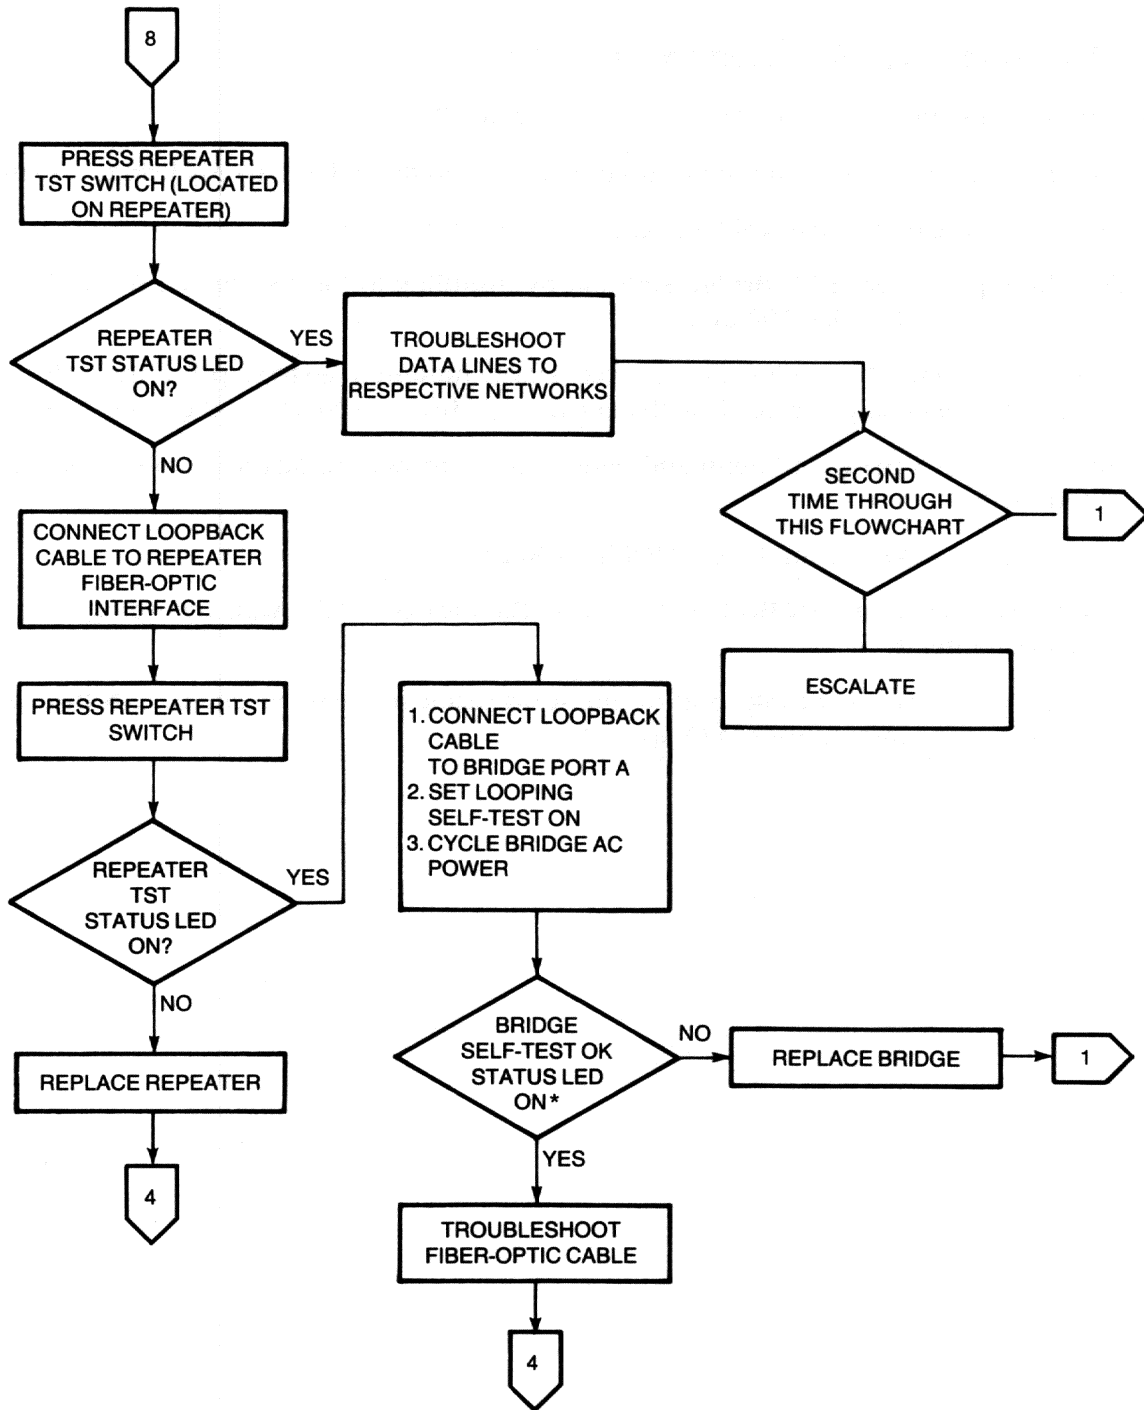 8
PRESS REPEATER
TST SWITCH (LOCATED
ON REPEATER)
REPEATER
TST STATUS LED
ON?
YES
TROUBLESHOOT
DATA LINES TO
RESPECTIVE NETWORKS
NO
SECOND
TIME THROUGH
THIS FLOWCHART
1
ESCALATE
CONNECT LOOPBACK
CABLE TO REPEATER
FIBER-OPTIC
INTERFACE
PRESS REPEATER TST
SWITCH
REPEATER
TST
STATUS LED
ON?
YES
1. CONNECT LOOPBACK
CABLE
TO BRIDGE PORT A
2. SET LOOPING
SELF-TEST ON
3. CYCLE BRIDGE AC
POWER
NO
REPLACE REPEATER
4
BRIDGE
SELF-TEST OK
STATUS LED
ON*
NO
REPLACE BRIDGE
1
YES
TROUBLESHOOT
FIBER-OPTIC CABLE
4